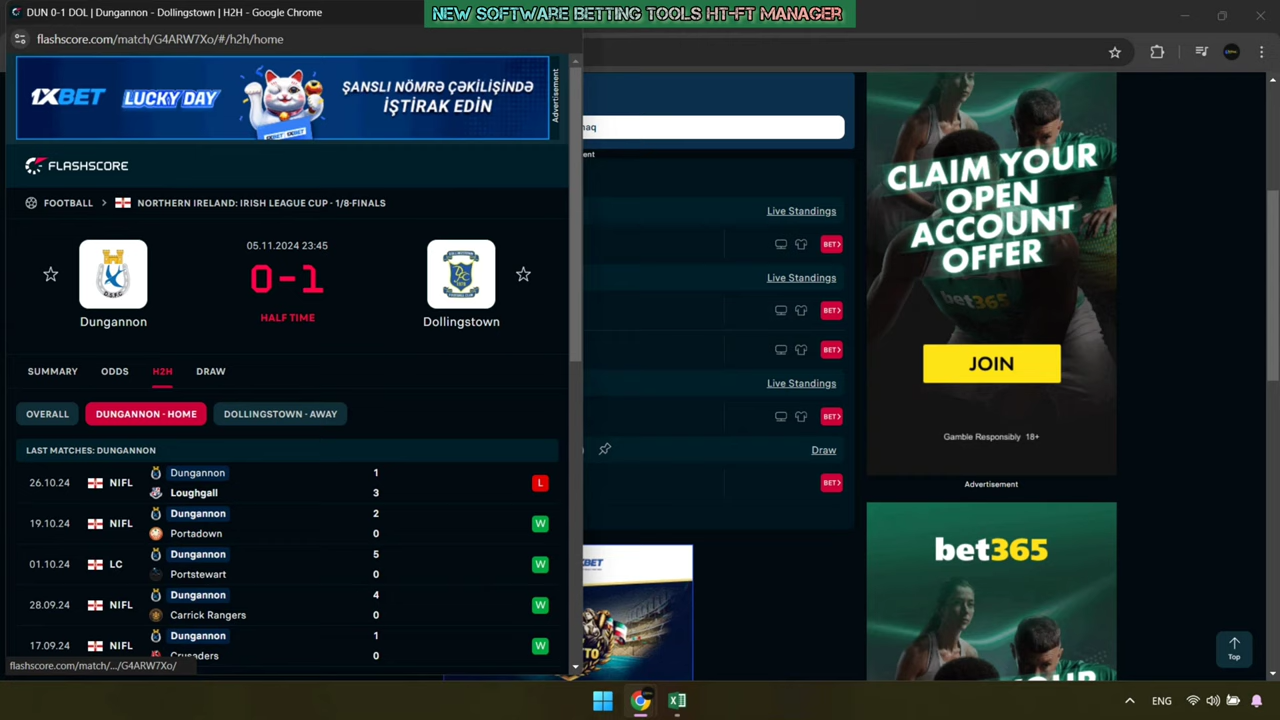 DUN 0-1 DOL | Dungannon - Dollingstown | H2H - Google Chrome
NEW SOFTWARE BETTING TOOLS HT-FT MANAGER
flashscore.com/match/G4ARW7Xo/#/h2h/home
1XBET LUCKY DAY
ŞANSLI NÖMRƏ ÇƏKİLİŞİNDƏ
İŞTİRAK EDİN
Advertisement
FLASHSCORE
FOOTBALL > NORTHERN IRELAND: IRISH LEAGUE CUP - 1/8-FINALS
05.11.2024 23:45
0-1
HALF TIME
Dungannon
Dollingstown
SUMMARY ODDS H2H DRAW
OVERALL DUNGANNON - HOME DOLLINGSTOWN - AWAY
LAST MATCHES: DUNGANNON
26.10.24 NIFL Dungannon 1 L
Loughgall 3
19.10.24 NIFL Dungannon 2 W
Portadown 0
01.10.24 LC Dungannon 5 W
Portstewart 0
28.09.24 NIFL Dungannon 4 W
Carrick Rangers 0
17.09.24 NIFL Dungannon 1 W
Crusaders 0
flashscore.com/match/.../G4ARW7Xo/
Live Standings
BET>
Live Standings
BET>
BET>
Live Standings
BET>
Draw
BET>
CLAIM YOUR
OPEN
ACCOUNT
OFFER
bet365
JOIN
Gamble Responsibly 18+
Advertisement
bet365
Top
ENG